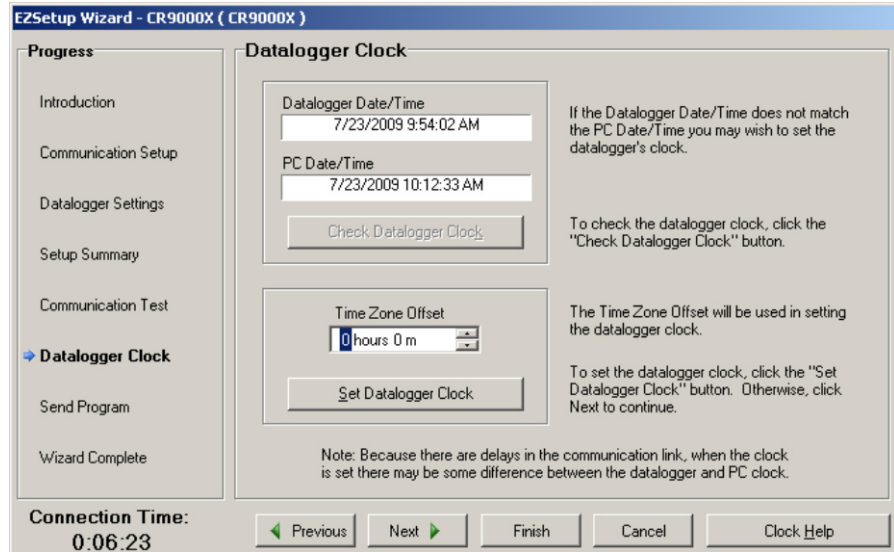 EZSetup Wizard - CR9000X ( CR9000X )
Progress
Introduction
Communication Setup
Datalogger Settings
Setup Summary
Communication Test
Datalogger Clock
Send Program
Wizard Complete
Connection Time:
0:06:23
Datalogger Clock
Datalogger Date/Time
7/23/2009 9:54:02 AM
PC Date/Time
7/23/2009 10:12:33 AM
Check Datalogger Clock
If the Datalogger Date/Time does not match
the PC Date/Time you may wish to set the
datalogger's clock.
To check the datalogger clock, click the
"Check Datalogger Clock" button.
Time Zone Offset
0 hours 0 m
Set Datalogger Clock
The Time Zone Offset will be used in setting
the datalogger clock.
To set the datalogger clock, click the "Set
Datalogger Clock" button. Otherwise, click
Next to continue.
Note: Because there are delays in the communication link, when the clock
is set there may be some difference between the datalogger and PC clock.
Previous
Next
Finish
Cancel
Clock Help